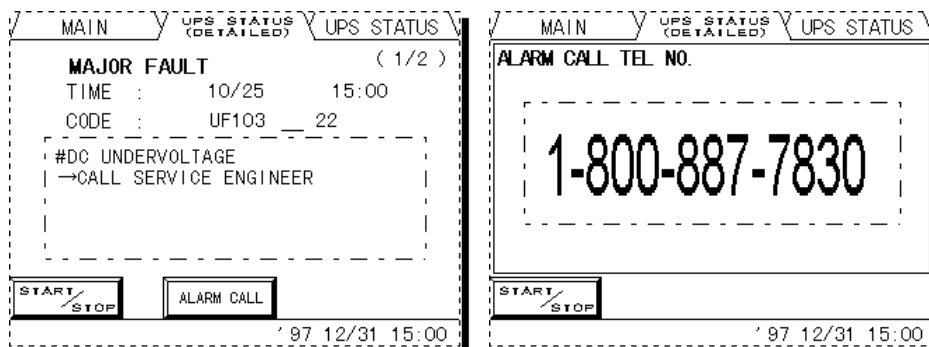 MAIN
UPS STATUS
(DETAILED)
UPS STATUS
MAJOR FAULT
( 1/2 )
TIME : 10/25 15:00
CODE : UF103 __ 22
#DC UNDERVOLTAGE
→CALL SERVICE ENGINEER
START/STOP
ALARM CALL
'97 12/31 15:00
MAIN
UPS STATUS
(DETAILED)
UPS STATUS
ALARM CALL TEL NO.
1-800-887-7830
START/STOP
'97 12/31 15:00